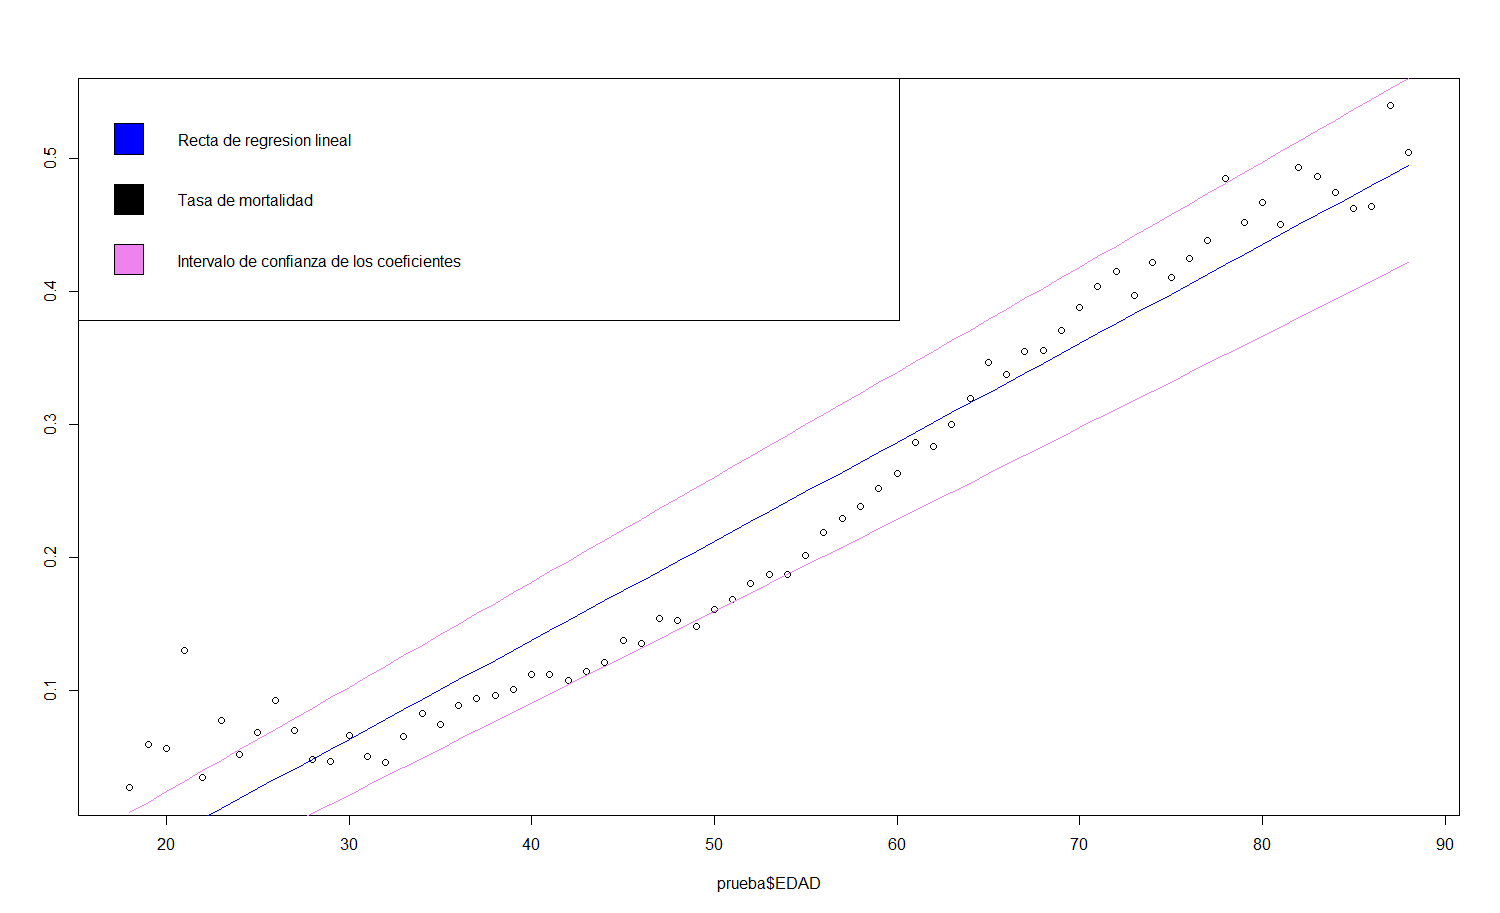 Recta de regresion lineal
Tasa de mortalidad
Intervalo de confianza de los coeficientes
0.5
0.4
0.3
0.2
0.1
20 30 40 50 60 70 80 90
prueba$EDAD